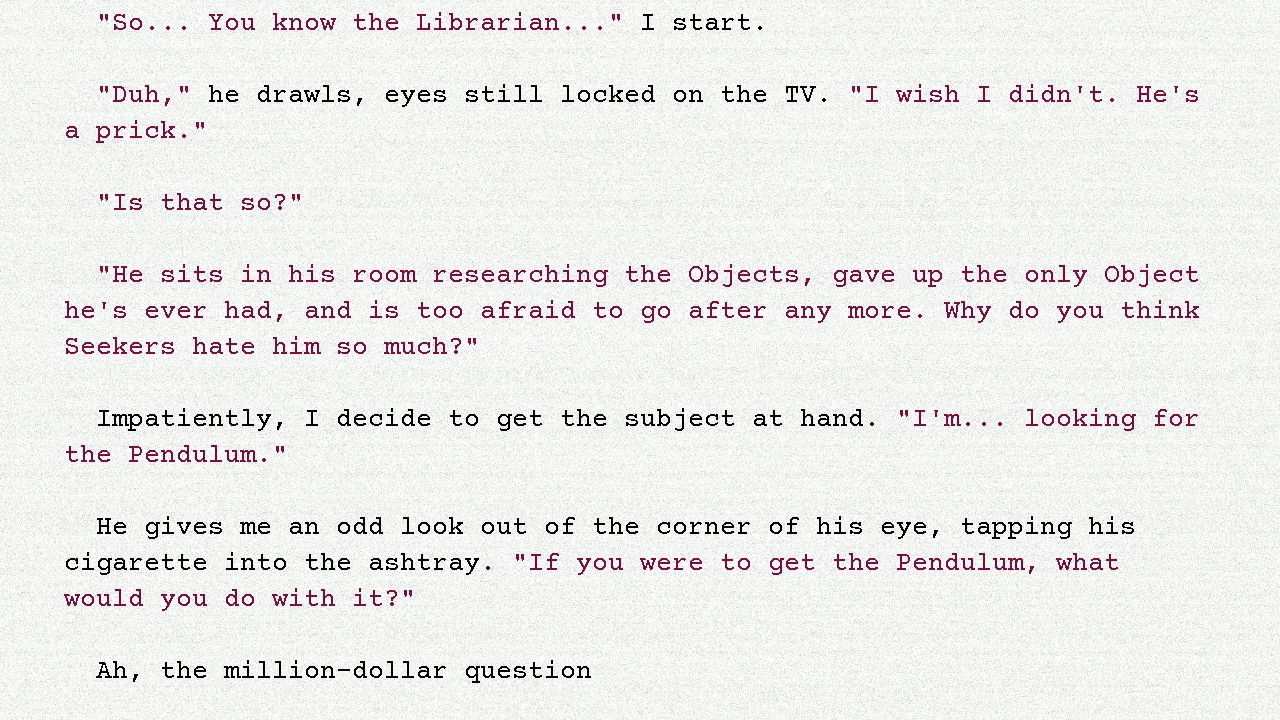 "So... You know the Librarian..." I start.
"Duh," he drawls, eyes still locked on the TV. "I wish I didn't. He's
a prick."
"Is that so?"
"He sits in his room researching the Objects, gave up the only Object
he's ever had, and is too afraid to go after any more. Why do you think
Seekers hate him so much?"
Impatiently, I decide to get the subject at hand. "I'm... looking for
the Pendulum."
He gives me an odd look out of the corner of his eye, tapping his
cigarette into the ashtray. "If you were to get the Pendulum, what
would you do with it?"
Ah, the million-dollar question